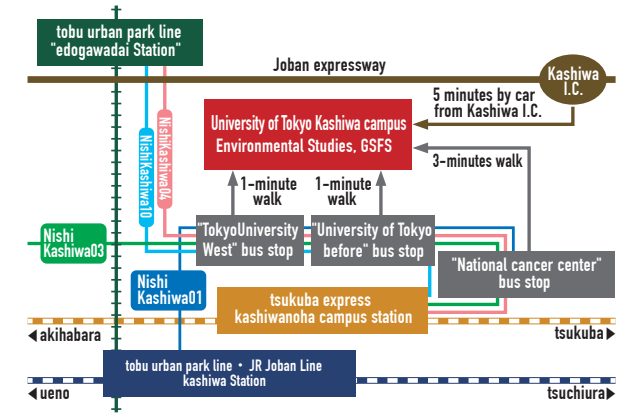 tobu urban park line
"edogawadai Station"
Joban expressway
Kashiwa
I.C.
5 minutes by car
from Kashiwa I.C.
University of Tokyo Kashiwa campus
Environmental Studies, GSFS
NishiKashiwa10
NishiKashiwa04
3-minutes walk
1-minute
walk
1-minute
walk
"TokyoUniversity
West" bus stop
"University of Tokyo
before" bus stop
Nishi
Kashiwa03
"National cancer center"
bus stop
Nishi
Kashiwa01
tsukuba express
kashiwanoha campus station
◀akihabara
tsukuba▶
tobu urban park line・JR Joban Line
kashiwa Station
◀ueno
tsuchiura▶